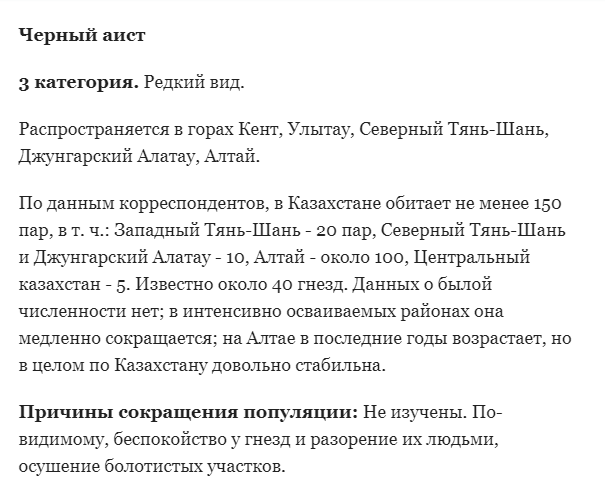 Черный аист
3 категория. Редкий вид.
Распространяется в горах Кент, Улытау, Северный Тянь-Шань,
Джунгарский Алатау, Алтай.
По данным корреспондентов, в Казахстане обитает не менее 150
пар, в т. ч.: Западный Тянь-Шань - 20 пар, Северный Тянь-Шань
и Джунгарский Алатау - 10, Алтай - около 100, Центральный
казахстан - 5. Известно около 40 гнезд. Данных о былой
численности нет; в интенсивно осваиваемых районах она
медленно сокращается; на Алтае в последние годы возрастает, но
в целом по Казахстану довольно стабильна.
Причины сокращения популяции: Не изучены. По-
видимому, беспокойство у гнезд и разорение их людьми,
осушение болотистых участков.